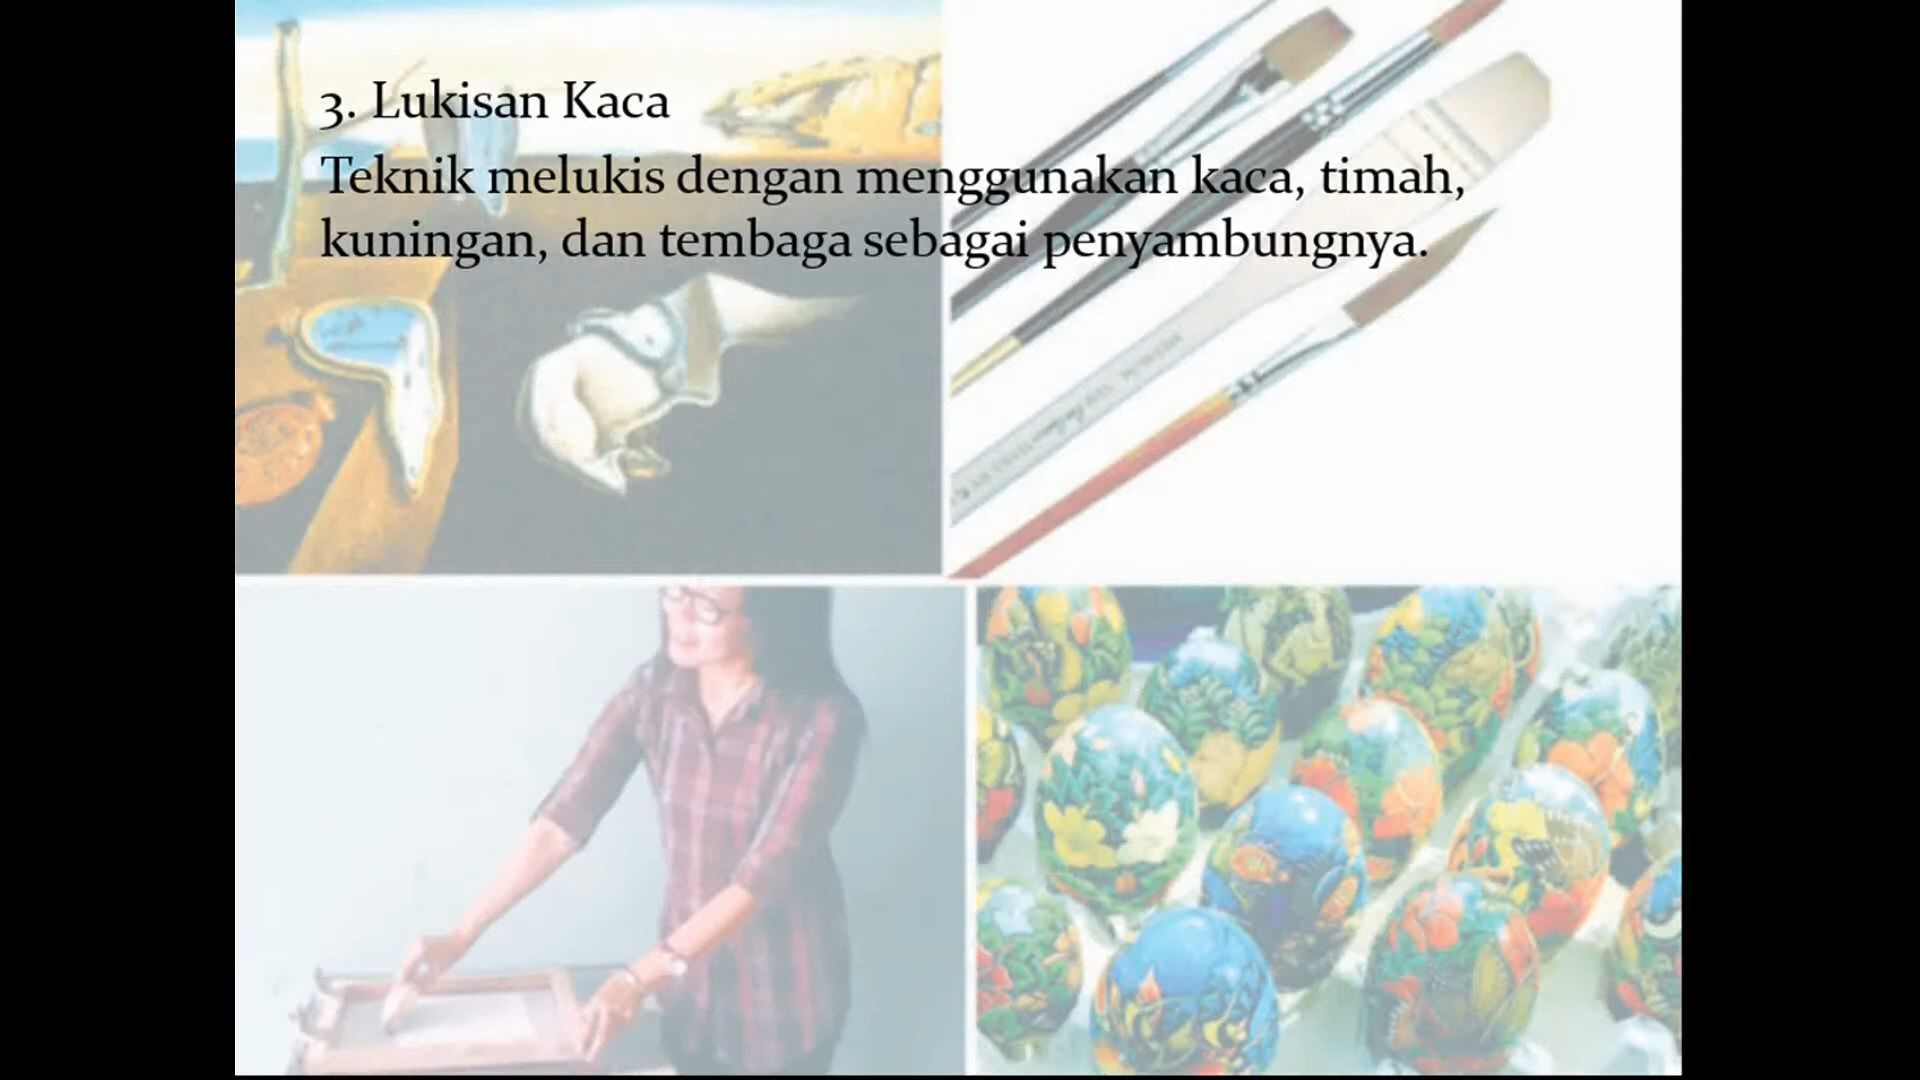 3. Lukisan Kaca
Teknik melukis dengan menggunakan kaca, timah,
kuningan, dan tembaga sebagai penyambungnya.